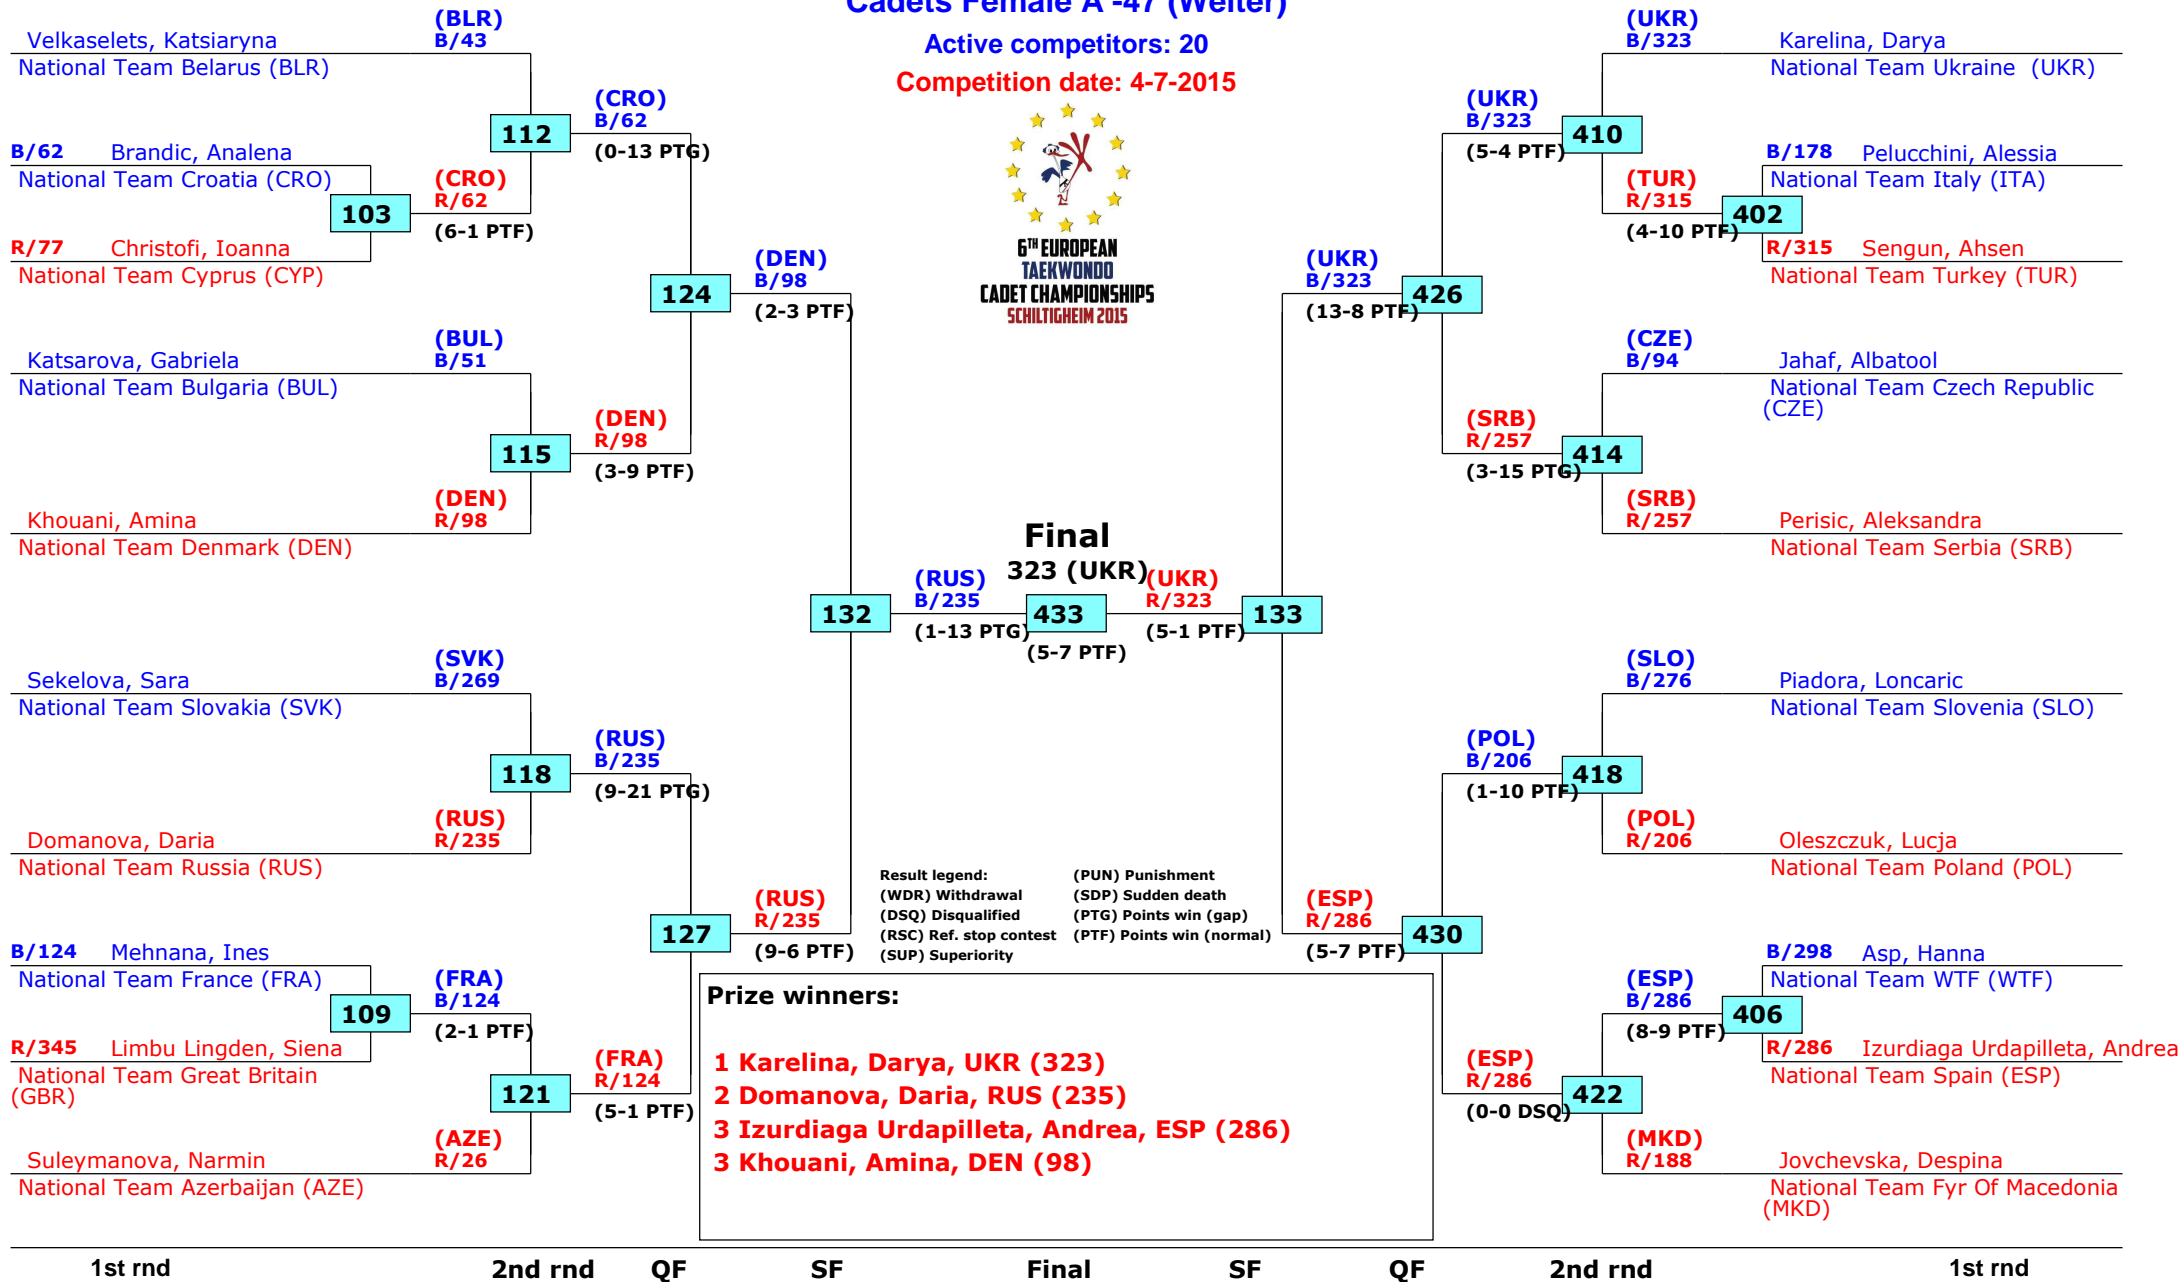 Cadets Female A -47 (Welter)
Active competitors: 20
Competition date: 4-7-2015
6TH EUROPEAN
TAEKWONDO
CADET CHAMPIONSHIPS
SCHILTIGHEIM 2015
Velkaselets, Katsiaryna
National Team Belarus (BLR)
(BLR)
B/43
B/62 Brandic, Analena
National Team Croatia (CRO)
103
R/77 Christofi, Ioanna
National Team Cyprus (CYP)
(CRO)
R/62
(6-1 PTF)
112
(CRO)
B/62
(0-13 PTG)
Katsarova, Gabriela
National Team Bulgaria (BUL)
(BUL)
B/51
115
Khouani, Amina
National Team Denmark (DEN)
(DEN)
R/98
(DEN)
R/98
(3-9 PTF)
124
(DEN)
B/98
(2-3 PTF)
Sekelova, Sara
National Team Slovakia (SVK)
(SVK)
B/269
118
Domanova, Daria
National Team Russia (RUS)
(RUS)
R/235
(RUS)
B/235
(9-21 PTG)
B/124 Mehnana, Ines
National Team France (FRA)
109
R/345 Limbu Lingden, Siena
National Team Great Britain
(GBR)
(FRA)
B/124
(2-1 PTF)
121
Suleymanova, Narmin
National Team Azerbaijan (AZE)
(AZE)
R/26
(FRA)
R/124
(5-1 PTF)
127
(RUS)
R/235
(9-6 PTF)
132
(RUS)
B/235
(1-13 PTG)
Final
323 (UKR)
433
(5-7 PTF)
(UKR)
R/323
(5-1 PTF)
133
(UKR)
B/323
(13-8 PTF)
426
(UKR)
B/323
(5-4 PTF)
410
(UKR)
B/323
Karelina, Darya
National Team Ukraine (UKR)
B/178 Pelucchini, Alessia
National Team Italy (ITA)
(TUR)
R/315
(4-10 PTF)
402
R/315 Sengun, Ahsen
National Team Turkey (TUR)
(CZE)
B/94
Jahaf, Albatool
National Team Czech Republic
(CZE)
(SRB)
R/257
(3-15 PTG)
414
(SRB)
R/257
Perisic, Aleksandra
National Team Serbia (SRB)
(SLO)
B/276
Piadora, Loncaric
National Team Slovenia (SLO)
(POL)
B/206
(1-10 PTF)
418
(POL)
R/206
Oleszczuk, Lucja
National Team Poland (POL)
(ESP)
R/286
(5-7 PTF)
430
B/298 Asp, Hanna
National Team WTF (WTF)
(ESP)
B/286
(8-9 PTF)
406
R/286 Izurdiaga Urdapilleta, Andrea
National Team Spain (ESP)
(ESP)
R/286
(0-0 DSQ)
422
(MKD)
R/188
Jovchevska, Despina
National Team Fyr Of Macedonia
(MKD)
Result legend:
(WDR) Withdrawal
(DSQ) Disqualified
(RSC) Ref. stop contest
(SUP) Superiority
(PUN) Punishment
(SDP) Sudden death
(PTG) Points win (gap)
(PTF) Points win (normal)
Prize winners:
1 Karelina, Darya, UKR (323)
2 Domanova, Daria, RUS (235)
3 Izurdiaga Urdapilleta, Andrea, ESP (286)
3 Khouani, Amina, DEN (98)
1st rnd 2nd rnd QF SF Final SF QF 2nd rnd 1st rnd